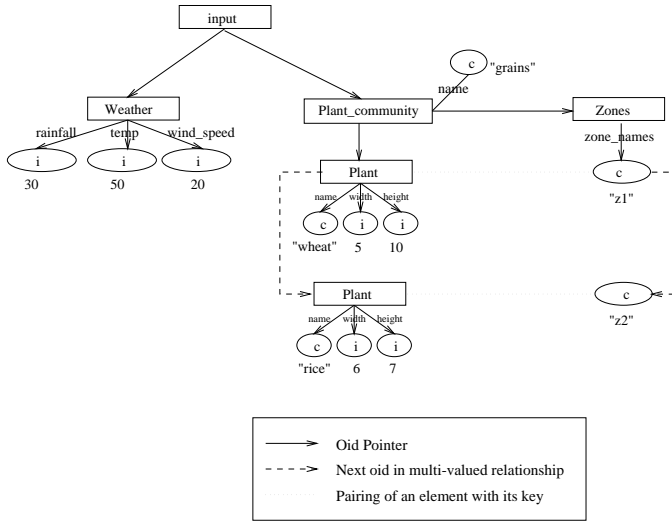 input
c
"grains"
name
Weather
Plant_community
Zones
rainfall temp wind_speed
zone_names
i i i
30 50 20
Plant
c
"z1"
name width height
c i i
"wheat" 5 10
Plant
c
"z2"
name width height
c i i
"rice" 6 7
Oid Pointer
Next oid in multi-valued relationship
Pairing of an element with its key